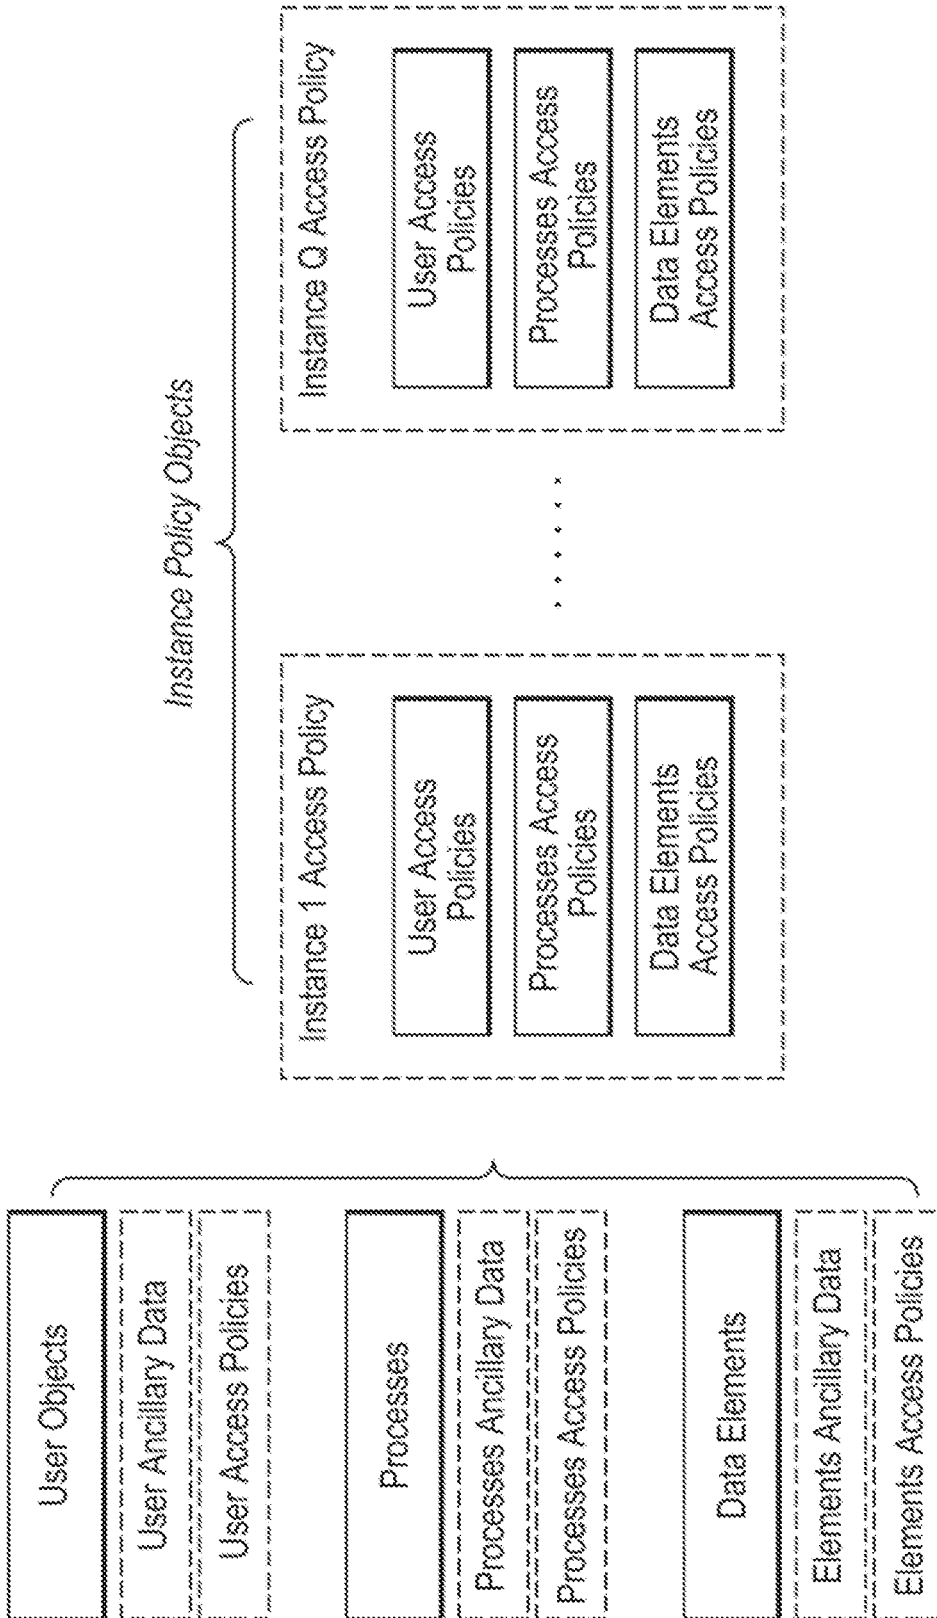 User Objects
User Ancillary Data
User Access Policies
Processes
Processes Ancillary Data
Processes Access Policies
Data Elements
Elements Ancillary Data
Elements Access Policies
Instance Policy Objects
Instance 1 Access Policy
User Access
Policies
Processes Access
Policies
Data Elements
Access Policies
Instance Q Access Policy
User Access
Policies
Processes Access
Policies
Data Elements
Access Policies